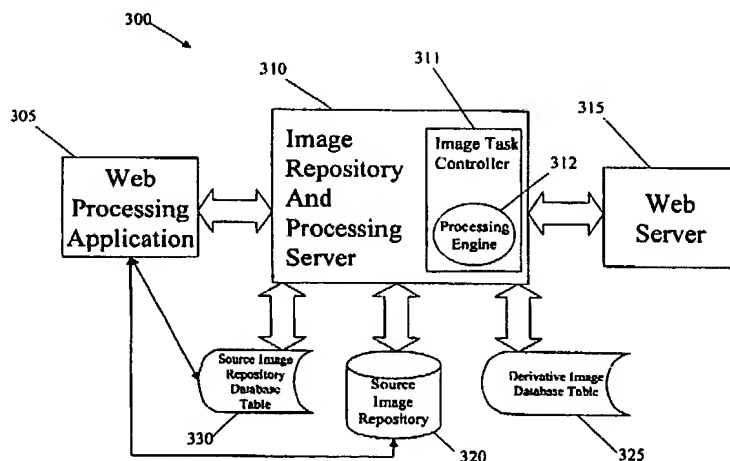 300
310
311
305
315
312
Image
Repository
And
Processing
Server
Image Task
Controller
Processing
Engine
Web
Processing
Application
Web
Server
Source Image
Repository
Database
Table
Source
Image
Repository
Derivative Image
Database Table
330
320
325